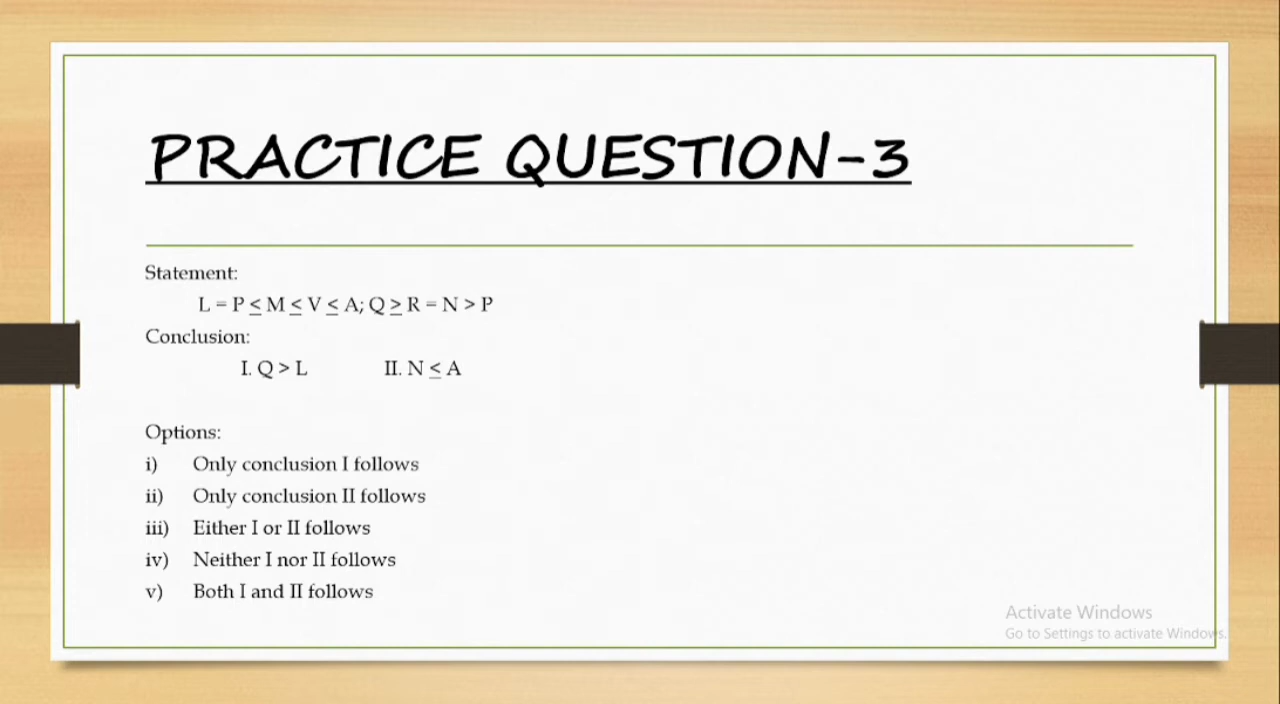 PRACTICE QUESTION-3
Statement:
L = P ≤ M ≤ V ≤ A; Q ≥ R = N > P
Conclusion:
I. Q > L II. N ≤ A
Options:
i) Only conclusion I follows
ii) Only conclusion II follows
iii) Either I or II follows
iv) Neither I nor II follows
v) Both I and II follows
Activate Windows
Go to Settings to activate Windows.